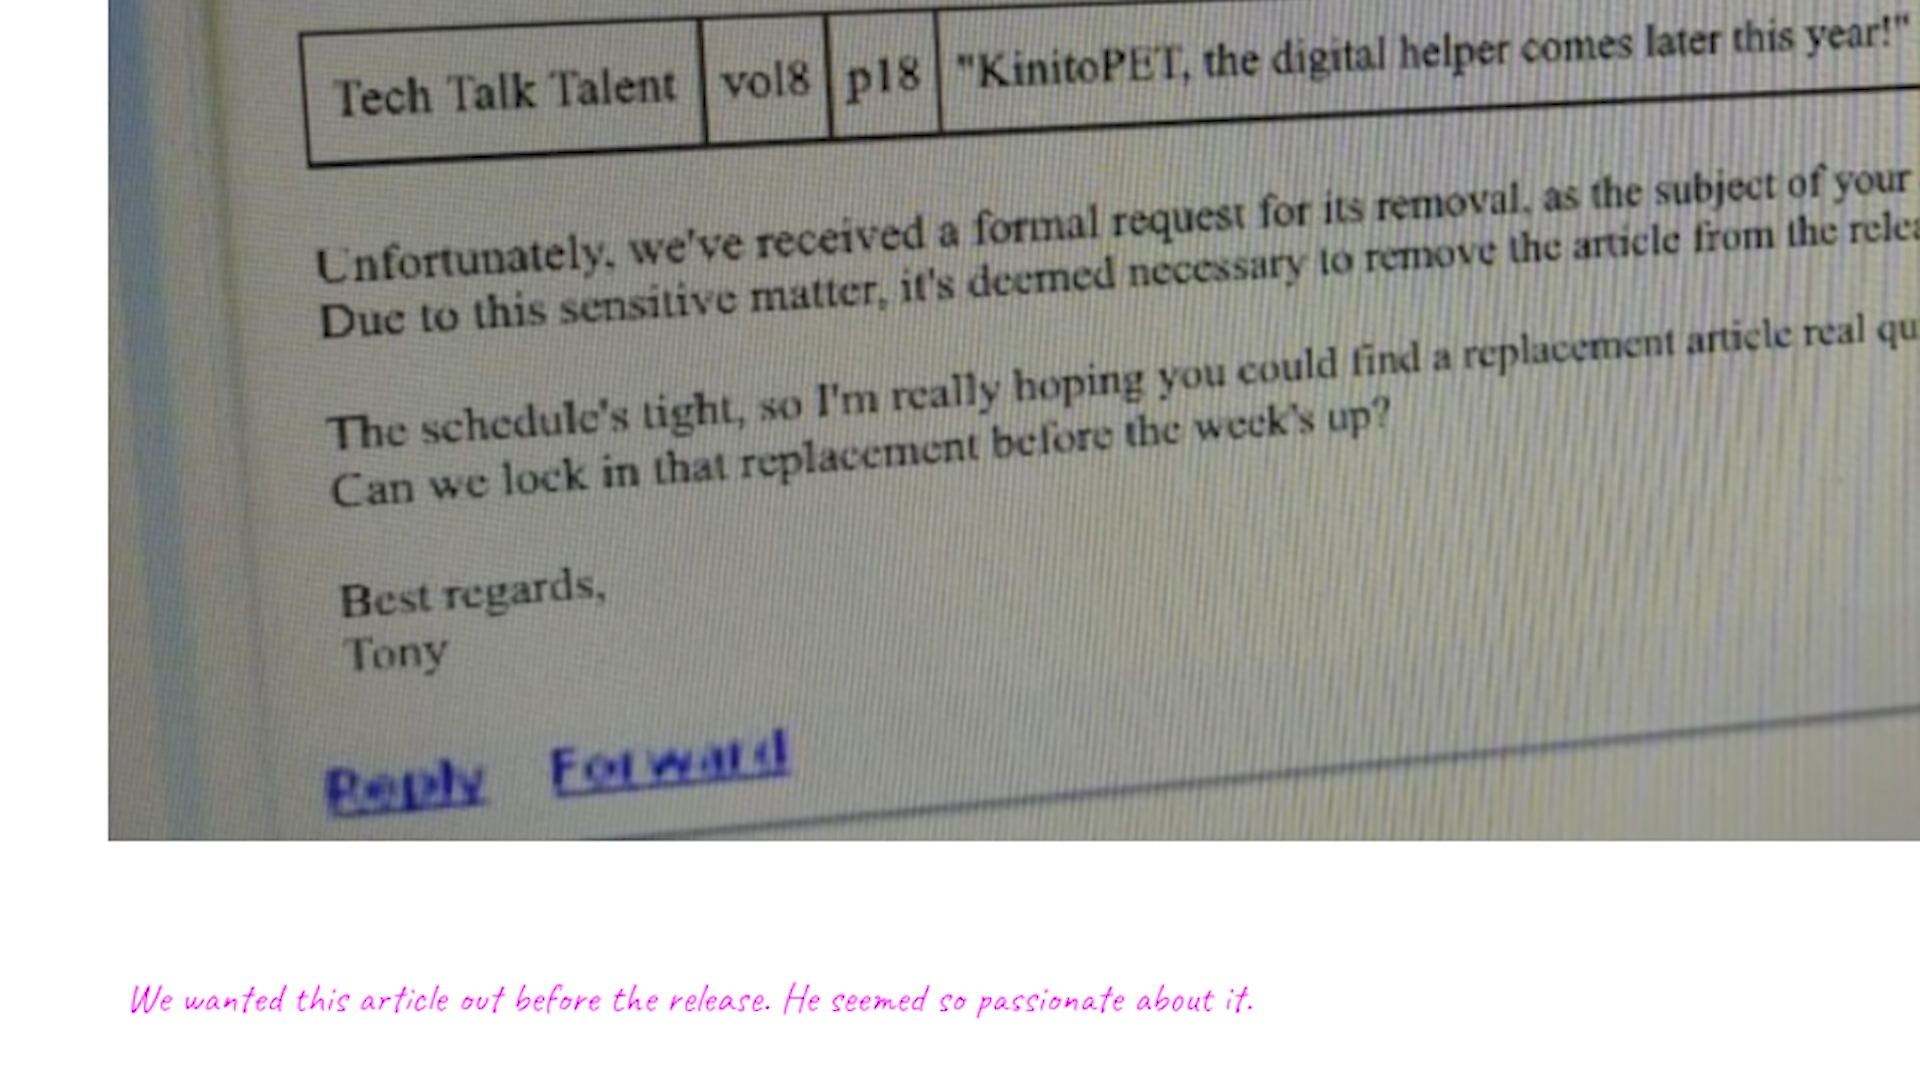 Tech Talk Talent vol8 p18 "KinitoPET, the digital helper comes later this year!"
Unfortunately, we've received a formal request for its removal, as the subject of your
Due to this sensitive matter, it's deemed necessary to remove the article from the
The schedule's tight, so I'm really hoping you could find a replacement article real
Can we lock in that replacement before the week's up?
Best regards,
Tony
Reply Forward
We wanted this article out before the release. He seemed so passionate about it.